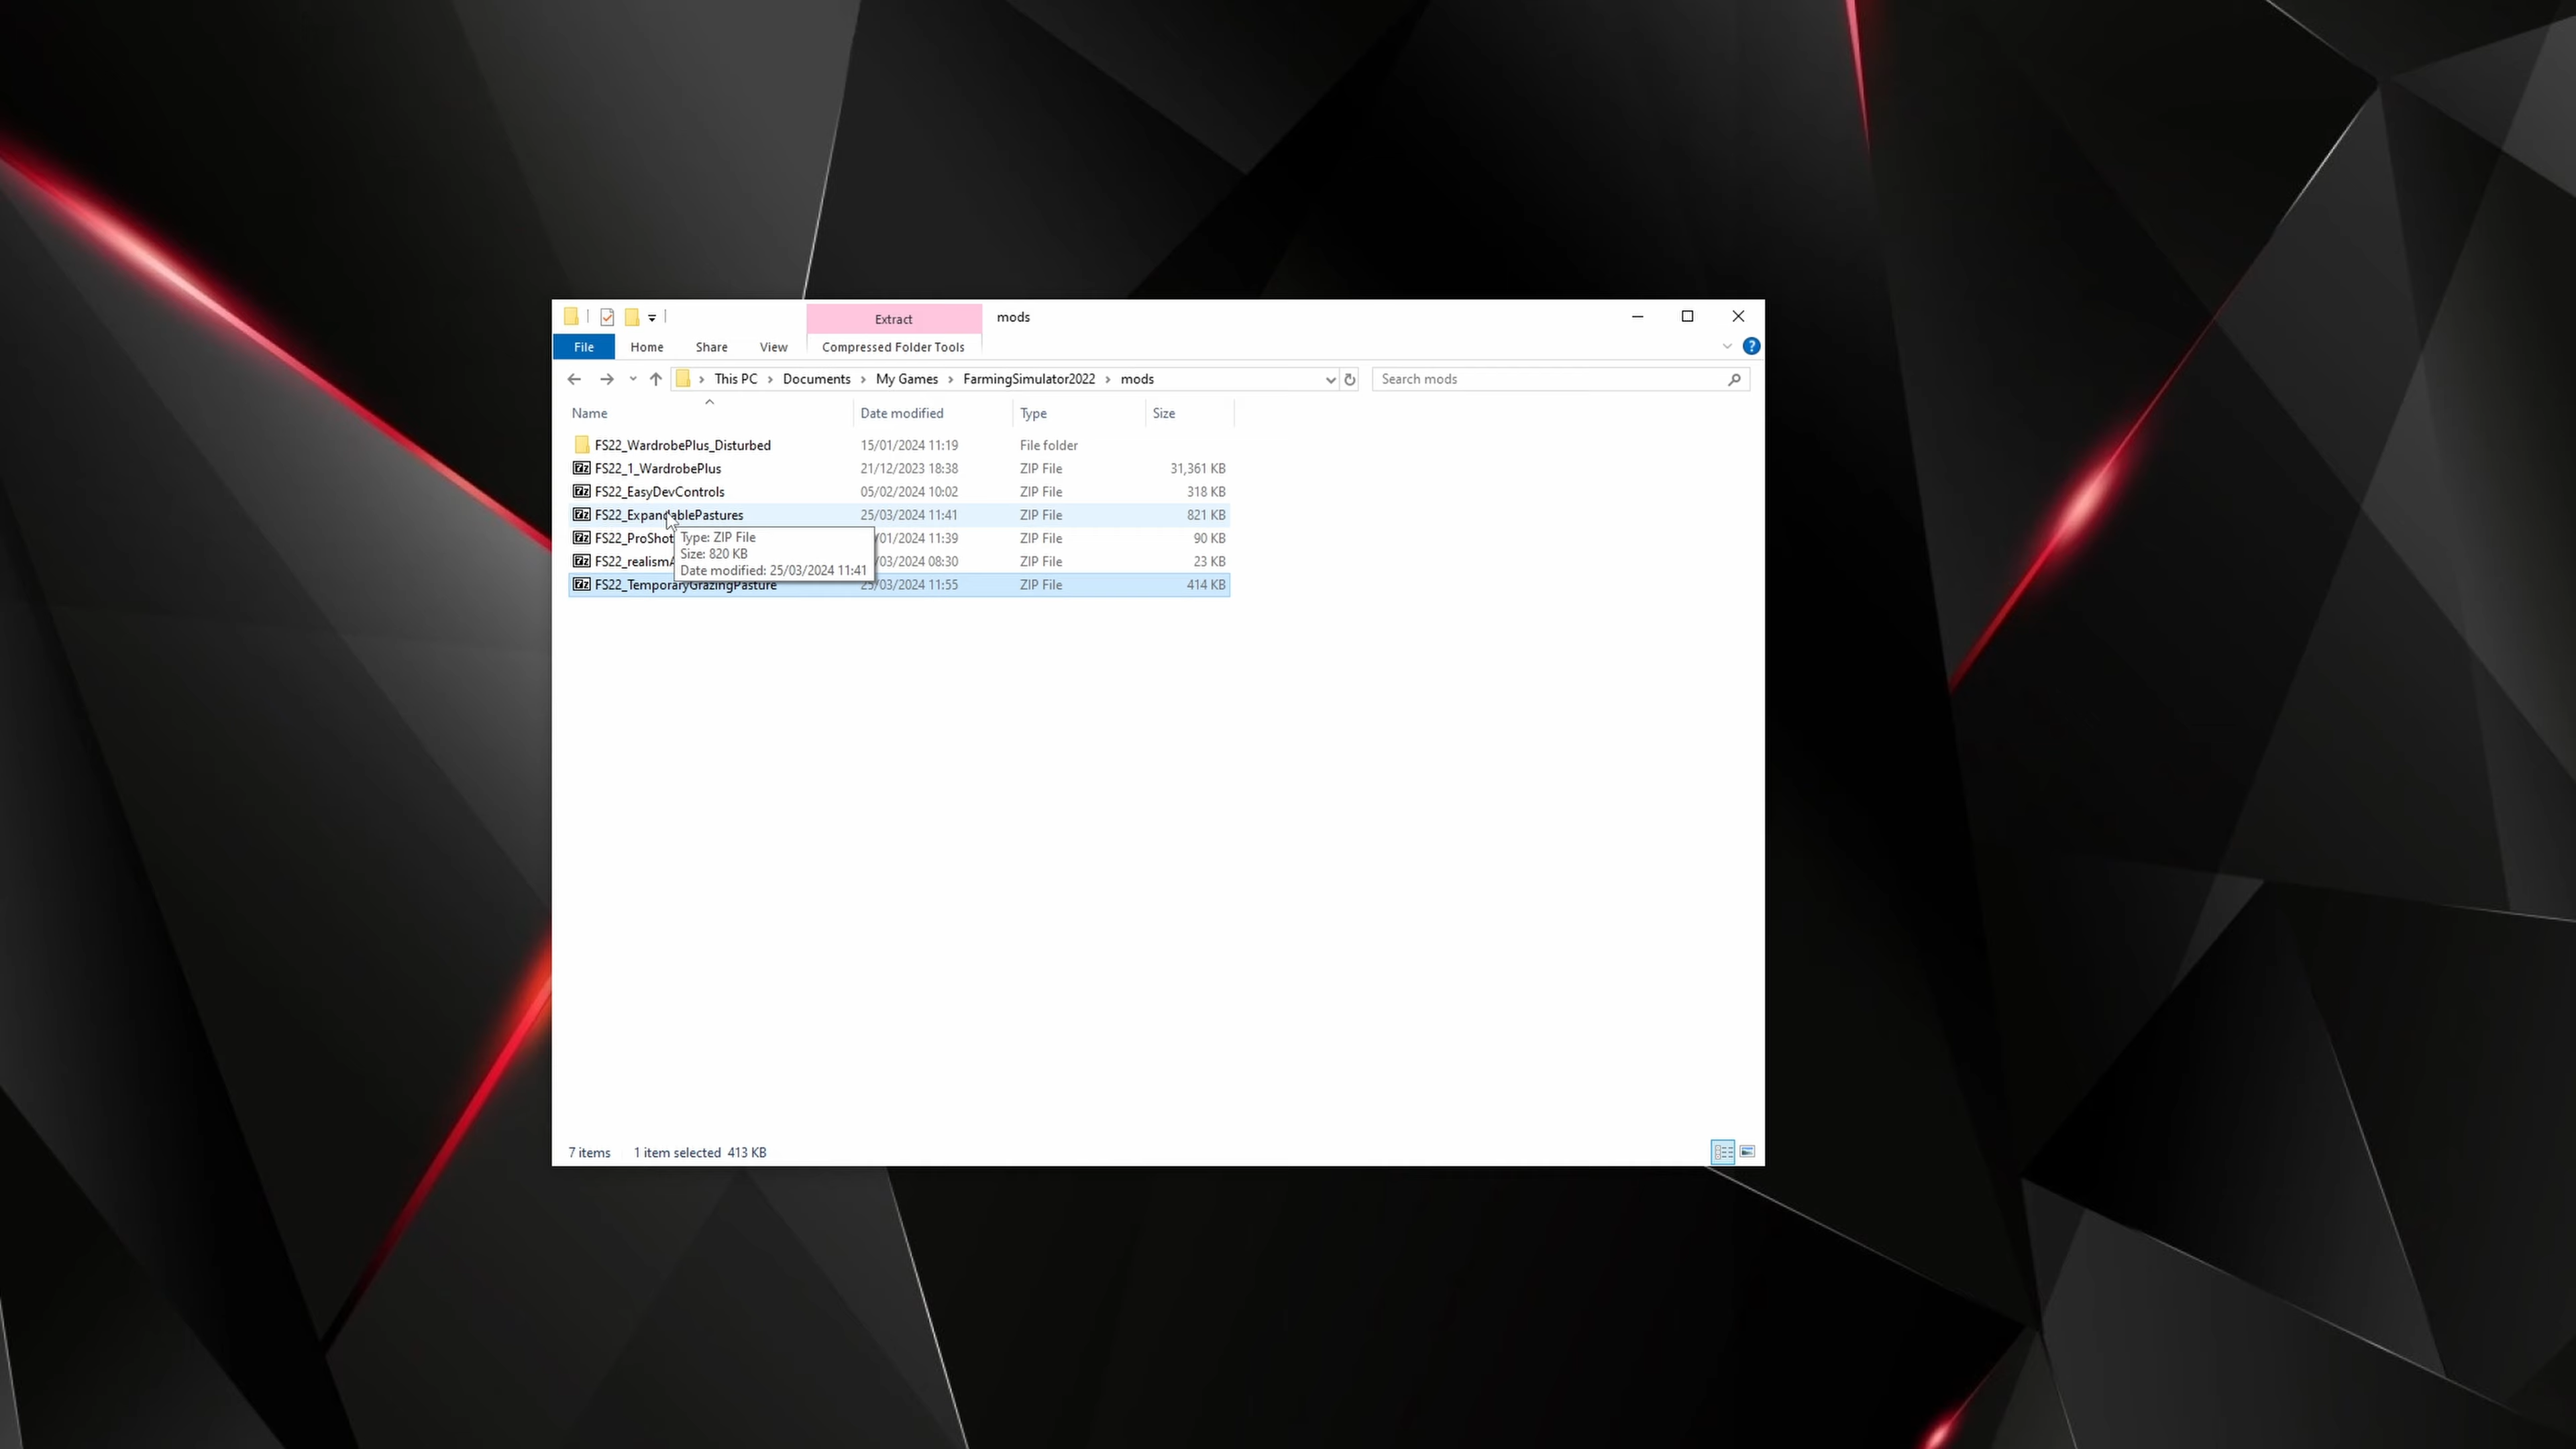 Extract
mods
File
Home
Share
View
Compressed Folder Tools
This PC
Documents
My Games
FarmingSimulator2022
mods
Search mods
Name
Date modified
Type
Size
FS22_WardrobePlus_Disturbed
15/01/2024 11:19
File folder
FS22_1_WardrobePlus
21/12/2023 18:38
ZIP File
31,361 KB
FS22_EasyDevControls
05/02/2024 10:02
ZIP File
318 KB
FS22_ExpandablePastures
25/03/2024 11:41
ZIP File
821 KB
FS22_ProShot
/01/2024 11:39
ZIP File
90 KB
FS22_realismA
/03/2024 08:30
ZIP File
23 KB
FS22_TemporaryGrazingPasture
25/03/2024 11:55
ZIP File
414 KB
Type: ZIP File
Size: 820 KB
Date modified: 25/03/2024 11:41
7 items
1 item selected 413 KB